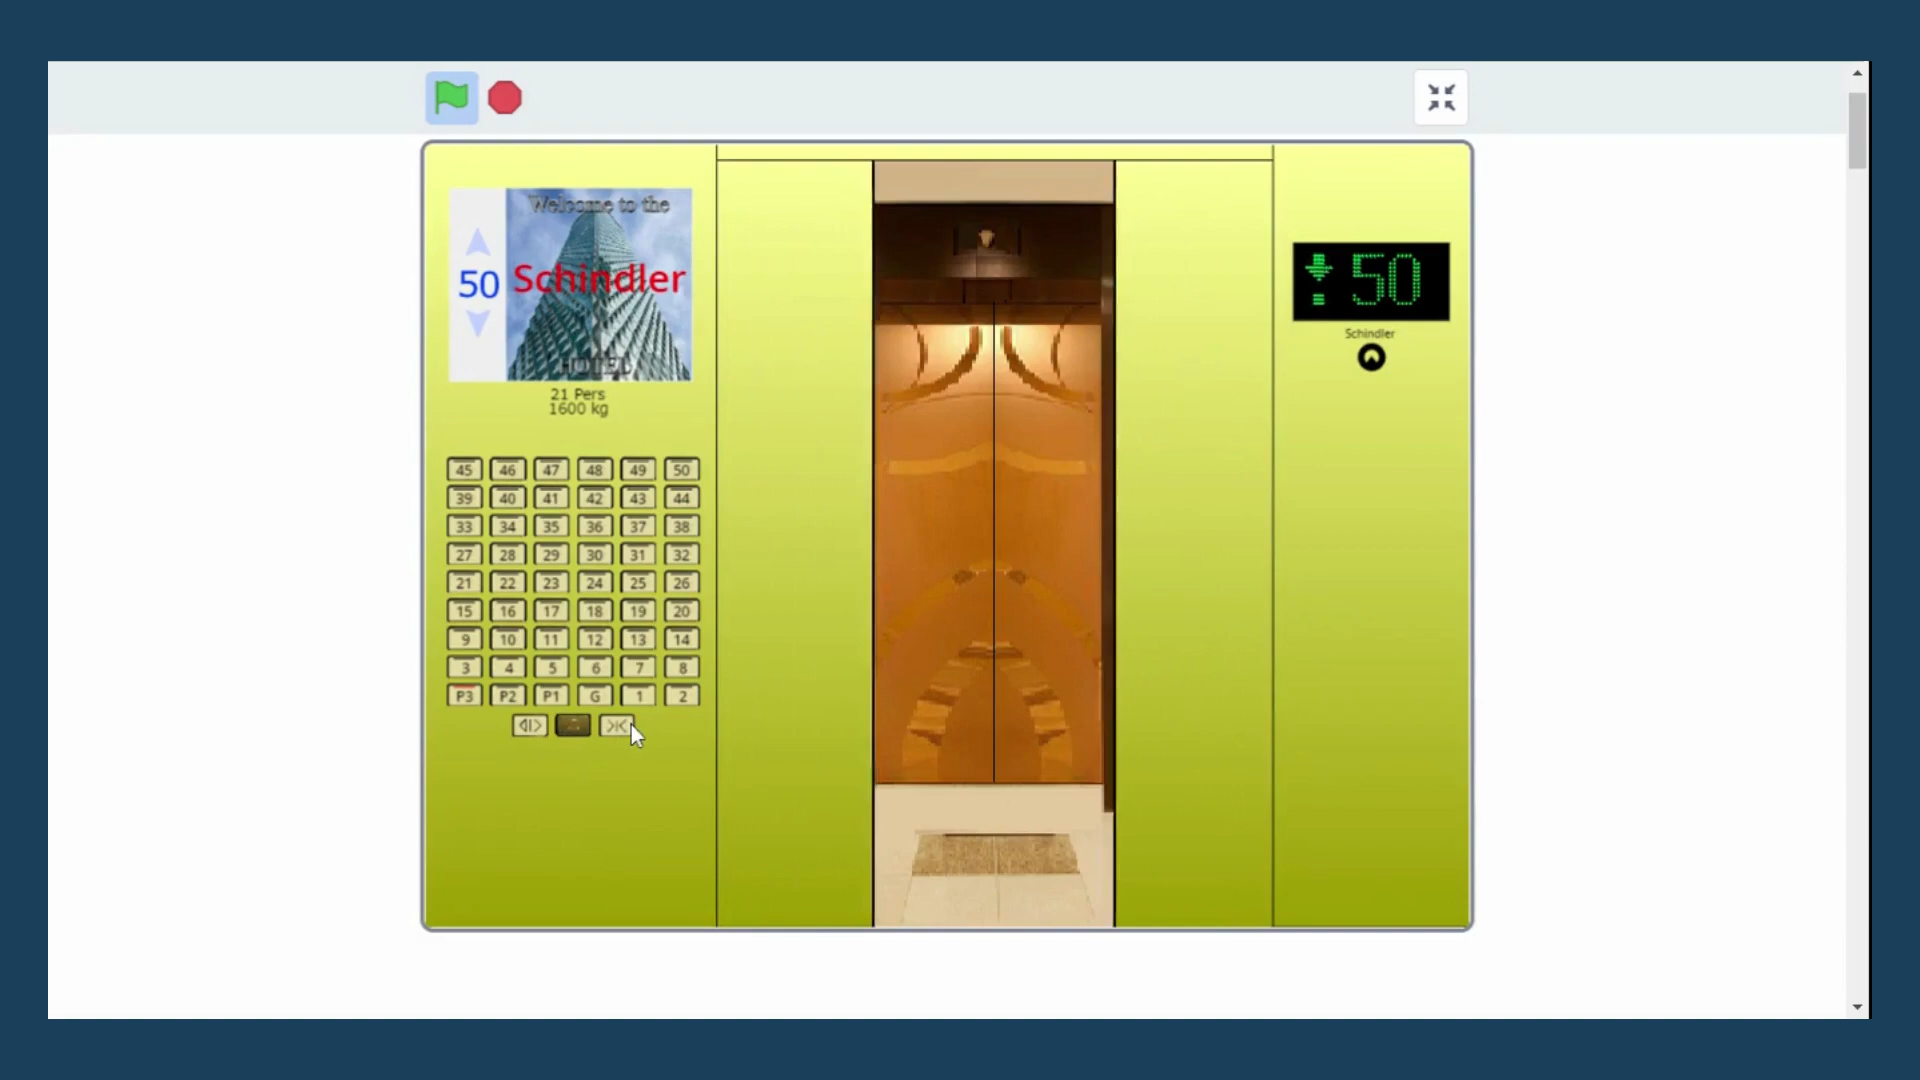 Welcome to the
50
Schindler
HOTEL
21 Pers
1600 kg
50
Schindler
45 46 47 48 49 50
39 40 41 42 43 44
33 34 35 36 37 38
27 28 29 30 31 32
21 22 23 24 25 26
15 16 17 18 19 20
9 10 11 12 13 14
3 4 5 6 7 8
P3 P2 P1 G 1 2